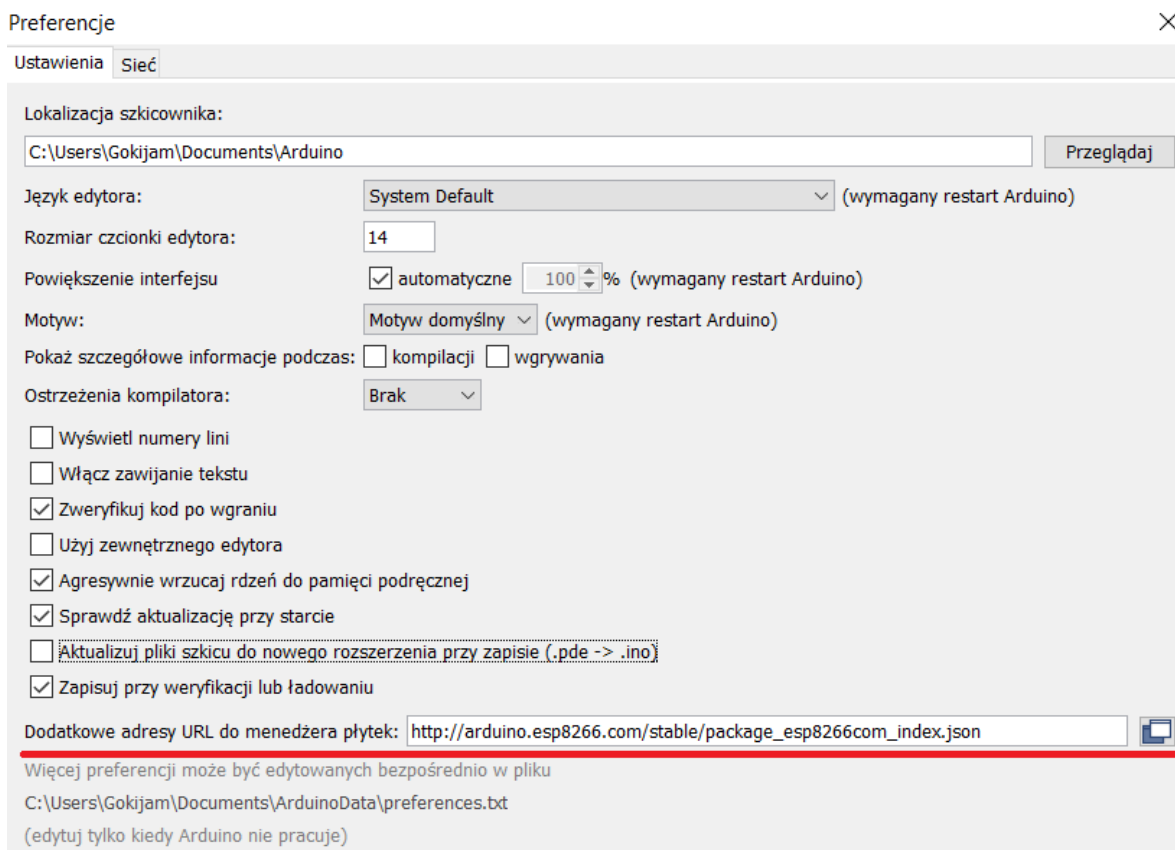 Preferencje
Ustawienia Sieć
Lokalizacja szkicownika:
C:\Users\Gokijam\Documents\Arduino Przeglądaj
Język edytora: System Default (wymagany restart Arduino)
Rozmiar czcionki edytora: 14
Powiększenie interfejsu automatyczne 100 % (wymagany restart Arduino)
Motyw: Motyw domyślny (wymagany restart Arduino)
Pokaż szczegółowe informacje podczas: kompilacji wgrywania
Ostrzeżenia kompilatora: Brak
Wyświetl numery lini
Włącz zawijanie tekstu
Zweryfikuj kod po wgraniu
Użyj zewnętrznego edytora
Agresywnie wrzucaj rdzeń do pamięci podręcznej
Sprawdź aktualizację przy starcie
Aktualizuj pliki szkicu do nowego rozszerzenia przy zapisie (.pde -> .ino)
Zapisuj przy weryfikacji lub ładowaniu
Dodatkowe adresy URL do menedżera płytek: http://arduino.esp8266.com/stable/package_esp8266com_index.json
Więcej preferencji może być edytowanych bezpośrednio w pliku
C:\Users\Gokijam\Documents\ArduinoData\preferences.txt
(edytuj tylko kiedy Arduino nie pracuje)